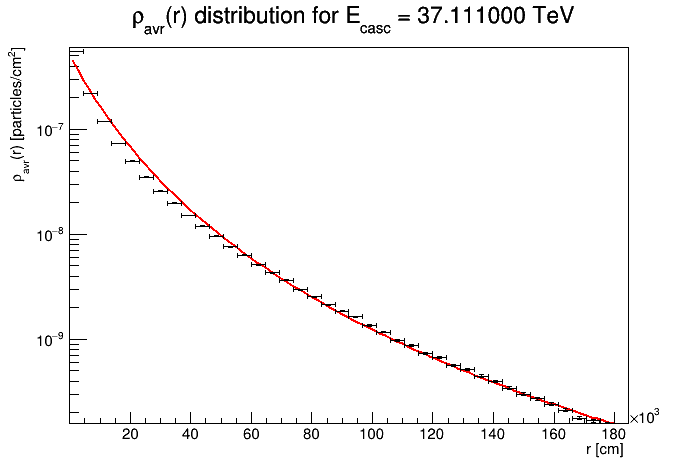 ρavr(r) distribution for Ecasc = 37.111000 TeV
ρavr(r) [particles/cm²]
10⁻⁷
10⁻⁸
10⁻⁹
20 40 60 80 100 120 140 160 180
×10³
r [cm]